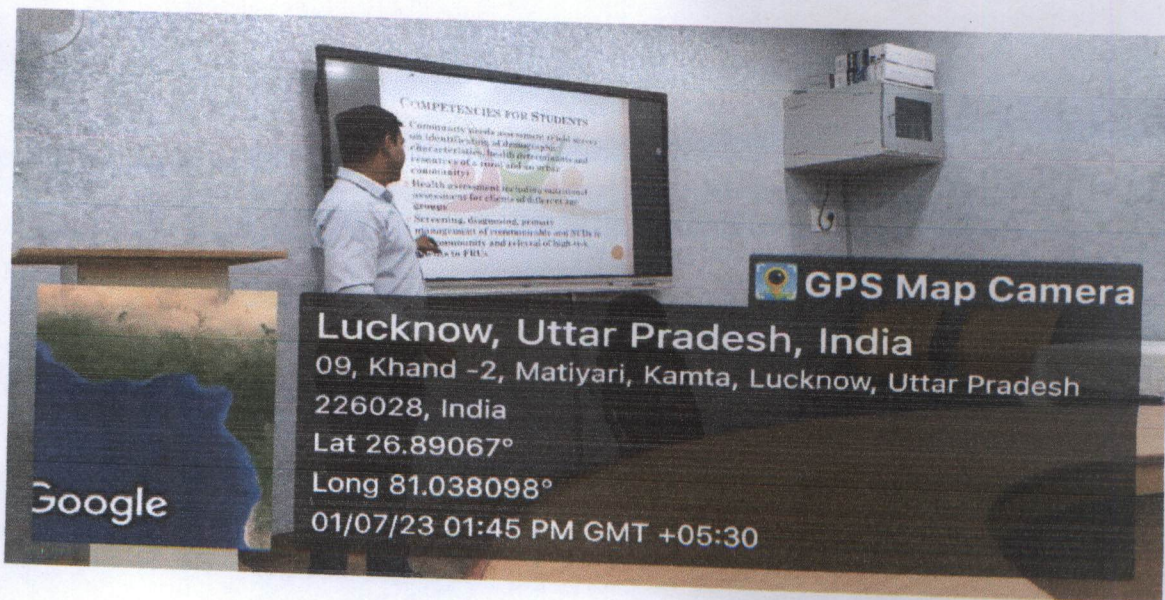 COMPETENCIES FOR STUDENTS
Community needs assessment
on identification of demographic
characteristics, health determinants and
resources of a rural and an urban
community
Health assessment including nutritional
assessment for clients of different age
groups
Screening, diagnosing, primary
management of communicable and NCDs in
community and referral of high risk
to FRUs
GPS Map Camera
Lucknow, Uttar Pradesh, India
09, Khand -2, Matiyari, Kamta, Lucknow, Uttar Pradesh
226028, India
Lat 26.89067°
Long 81.038098°
01/07/23 01:45 PM GMT +05:30
Google